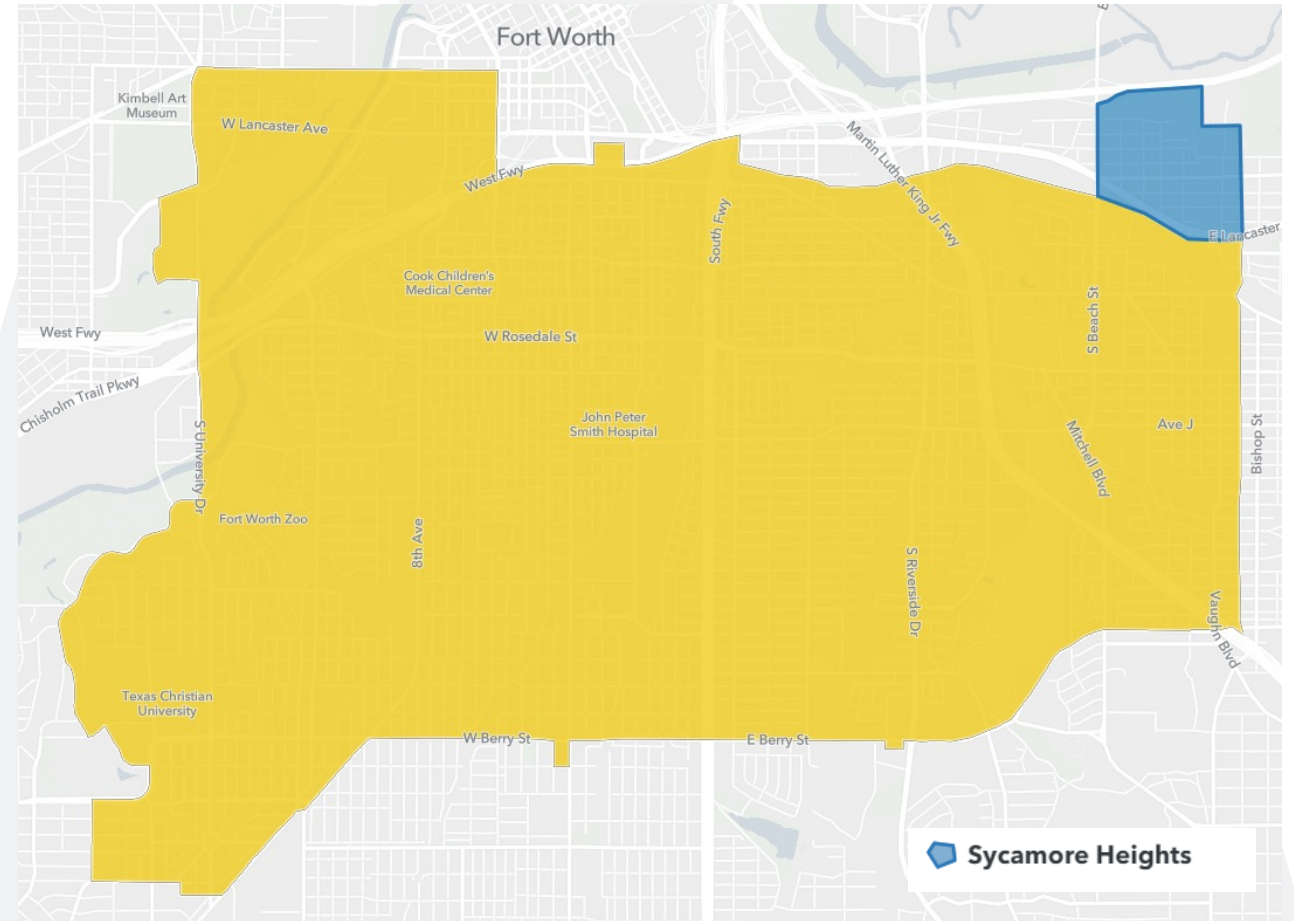 Fort Worth
Kimbell Art
Museum
W Lancaster Ave
Martin Luther King Jr Fwy
West Fwy
South Fwy
E Lancaster
Cook Children's
Medical Center
S Beach St
West Fwy
W Rosedale St
Chisholm Trail Pkwy
John Peter
Smith Hospital
Ave J
Bishop St
Mitchell Blvd
S University Dr
Fort Worth Zoo
8th Ave
S Riverside Dr
Vaughn Blvd
Texas Christian
University
W Berry St
E Berry St
Sycamore Heights